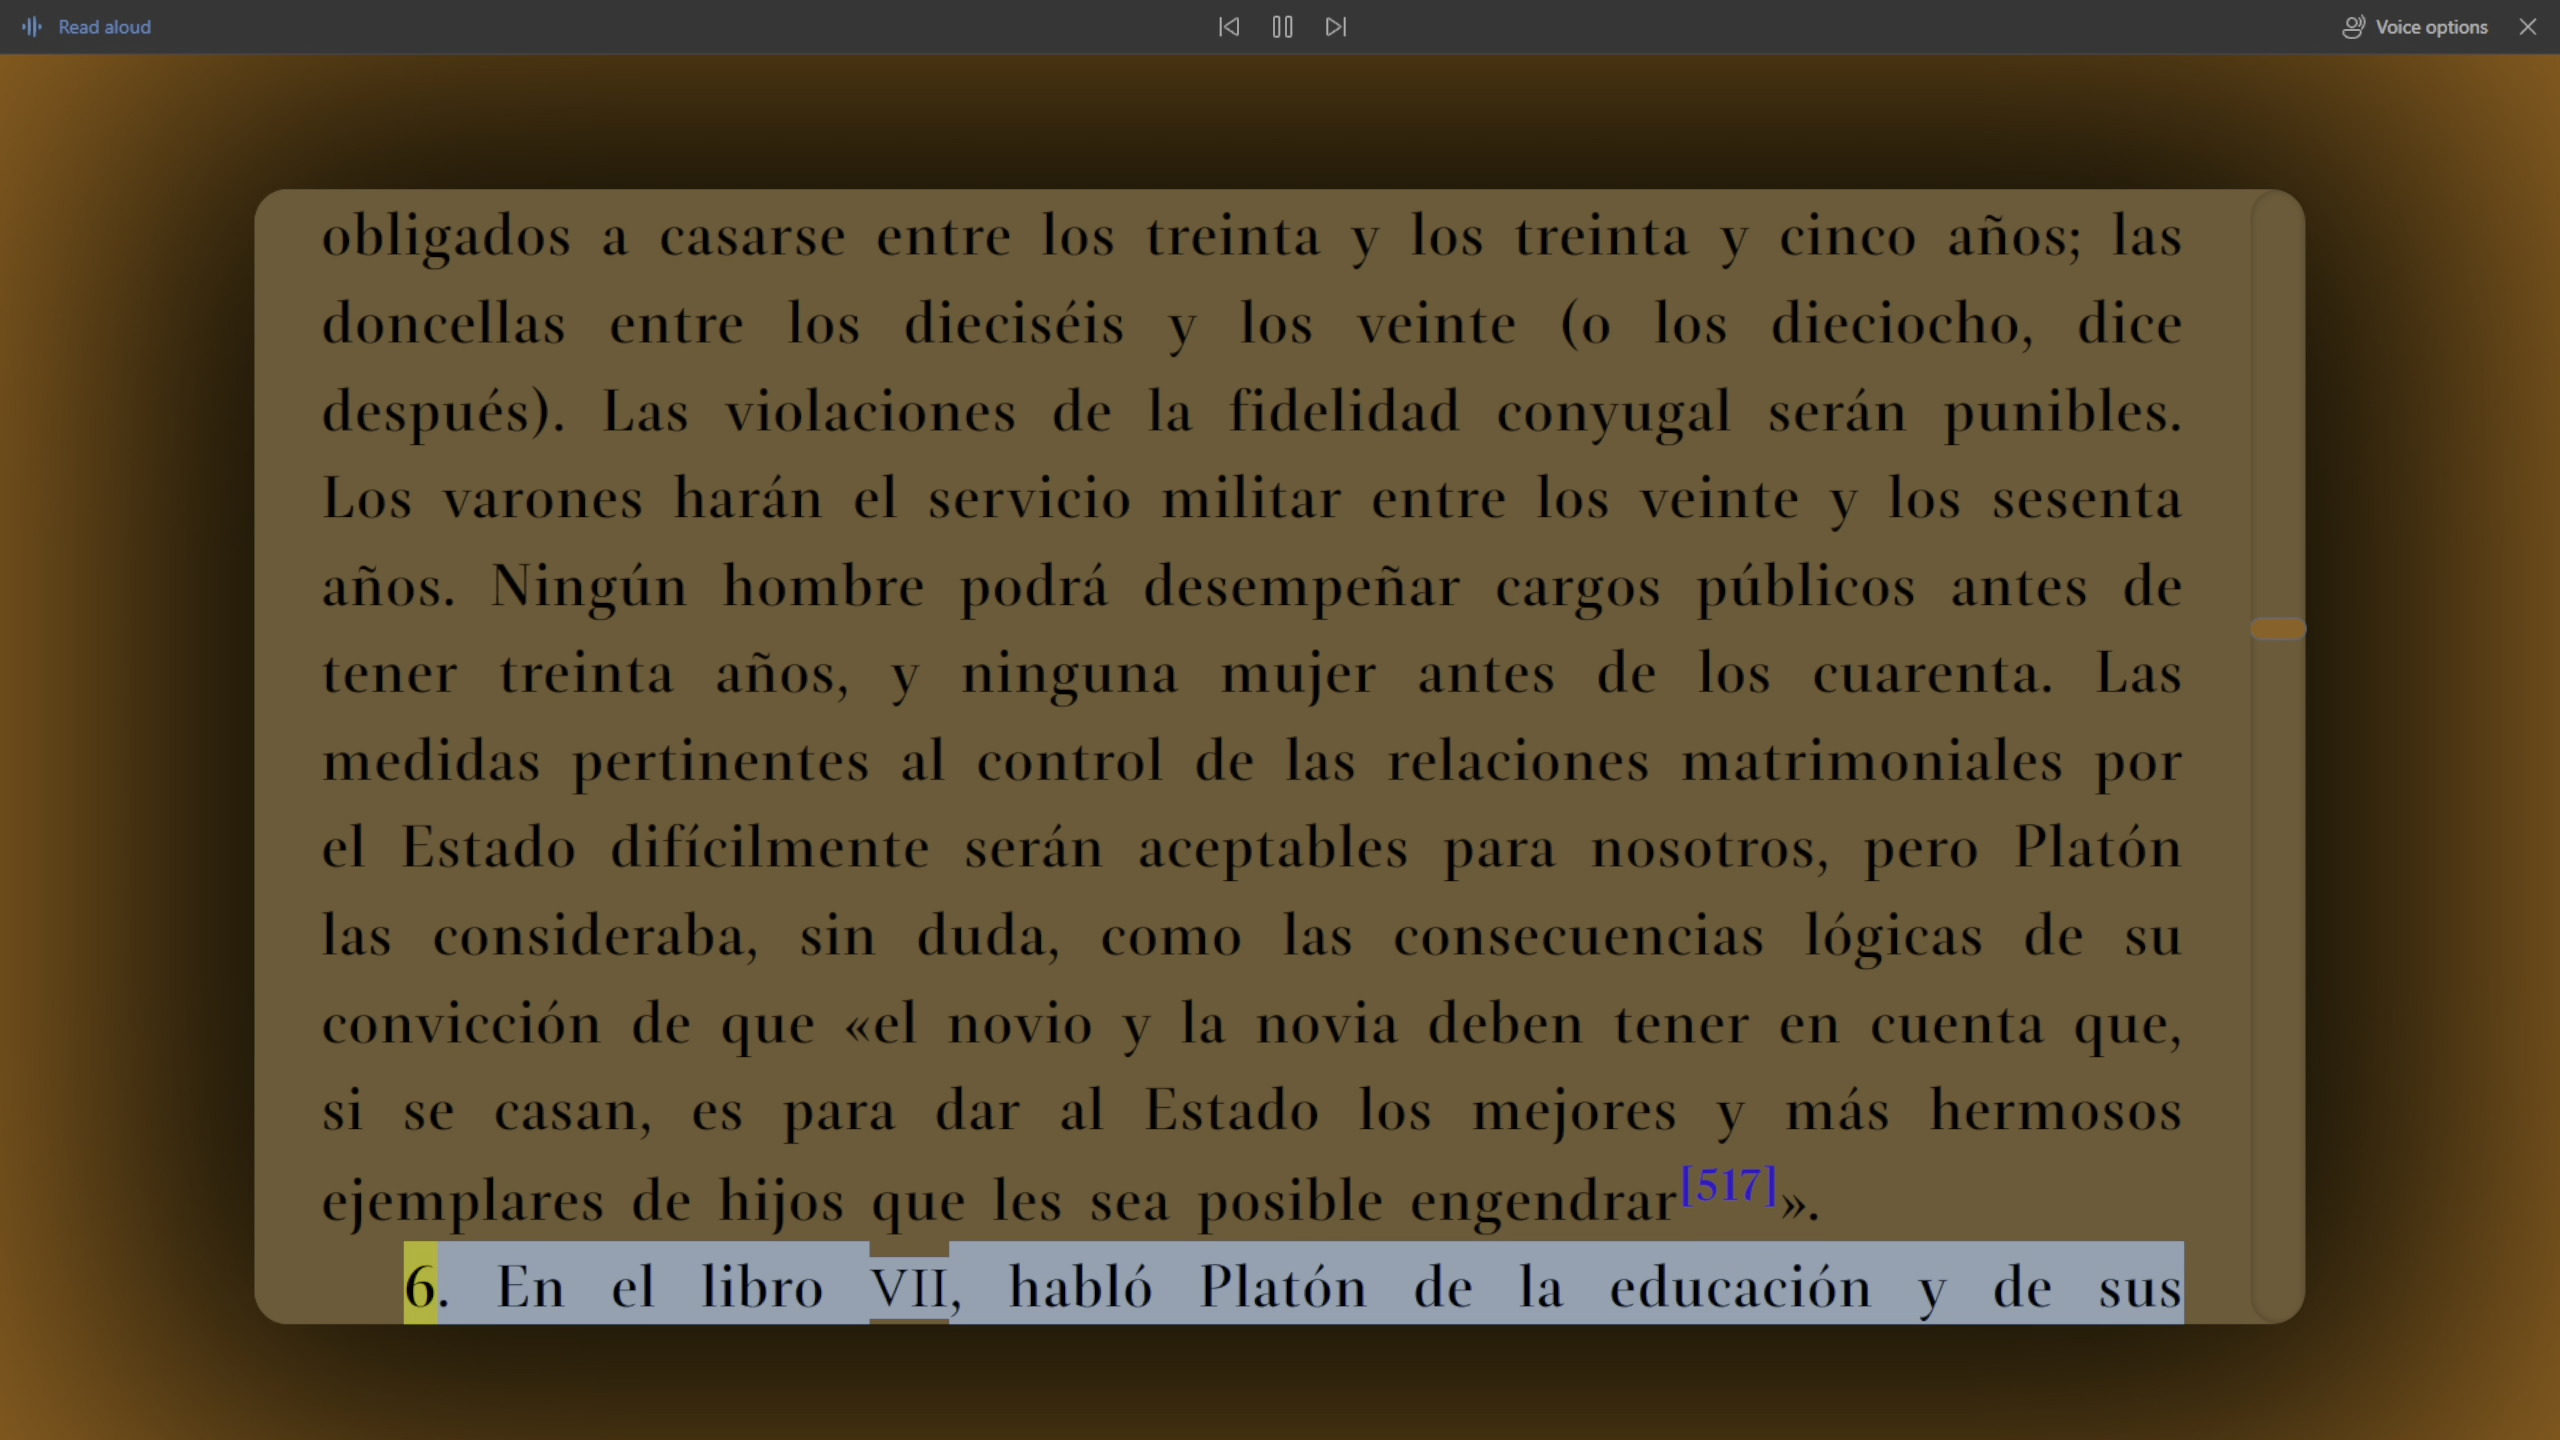 Read aloud
Voice options
obligados a casarse entre los treinta y los treinta y cinco años; las
doncellas entre los dieciséis y los veinte (o los dieciocho, dice
después). Las violaciones de la fidelidad conyugal serán punibles.
Los varones harán el servicio militar entre los veinte y los sesenta
años. Ningún hombre podrá desempeñar cargos públicos antes de
tener treinta años, y ninguna mujer antes de los cuarenta. Las
medidas pertinentes al control de las relaciones matrimoniales por
el Estado difícilmente serán aceptables para nosotros, pero Platón
las consideraba, sin duda, como las consecuencias lógicas de su
convicción de que «el novio y la novia deben tener en cuenta que,
si se casan, es para dar al Estado los mejores y más hermosos
ejemplares de hijos que les sea posible engendrar[517]».
6. En el libro VII, habló Platón de la educación y de sus